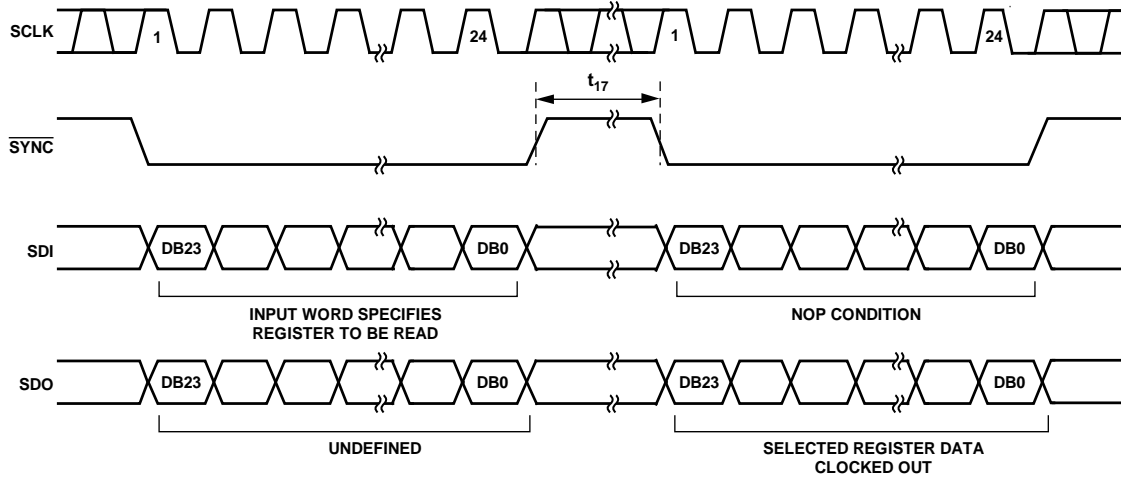 SCLK
1
24
1
24
t17
SYNC
SDI
DB23
DB0
DB23
DB0
INPUT WORD SPECIFIES
REGISTER TO BE READ
NOP CONDITION
SDO
DB23
DB0
DB23
DB0
UNDEFINED
SELECTED REGISTER DATA
CLOCKED OUT